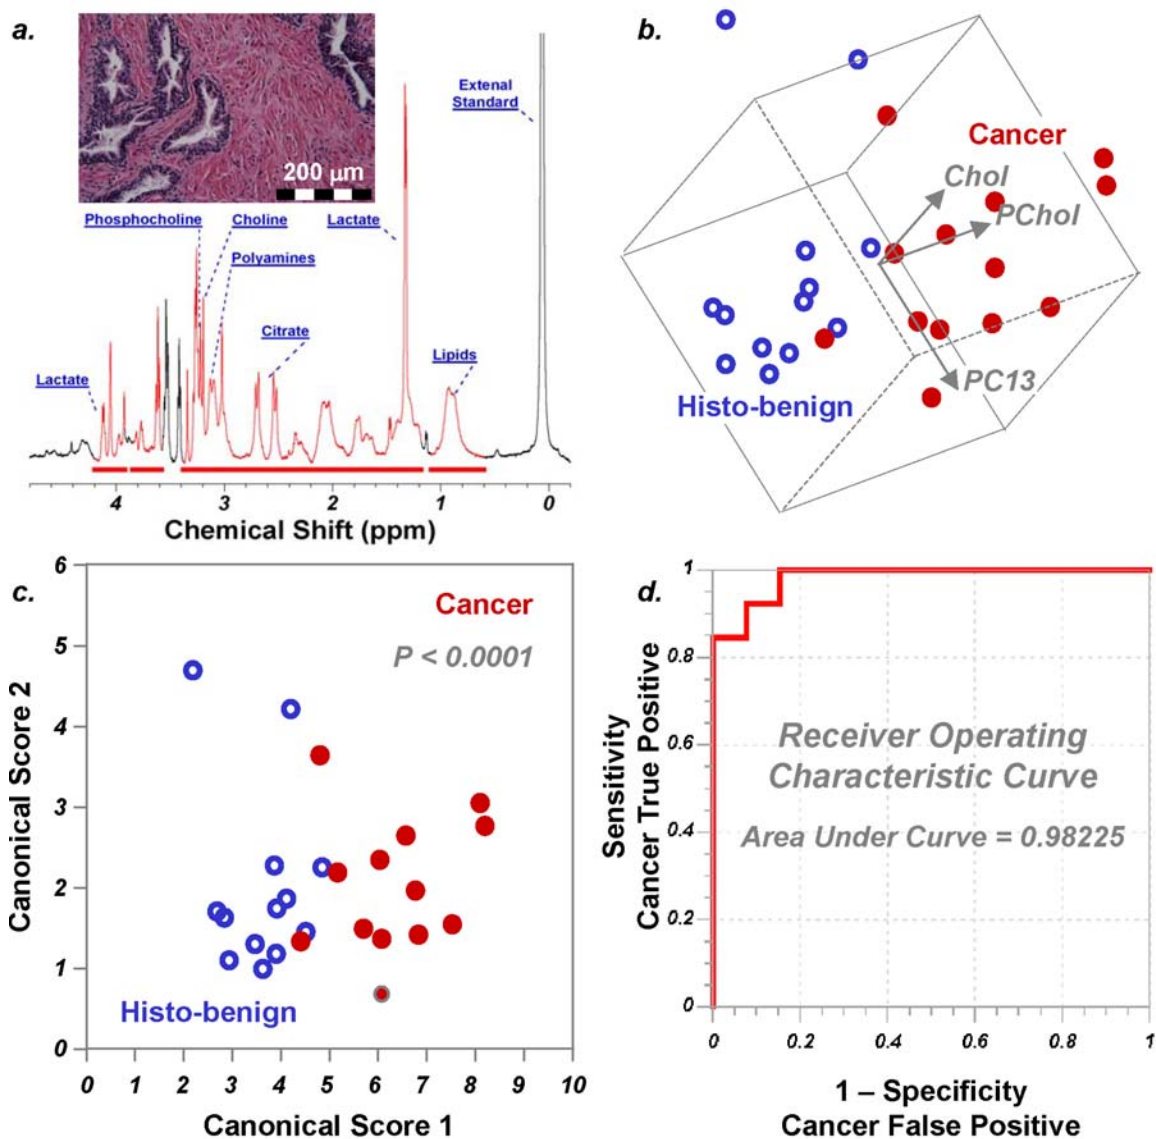 a.
200 μm
Extenal
Standard
Phosphocholine
Choline
Lactate
Polyamines
Citrate
Lipids
Lactate
4 3 2 1 0
Chemical Shift (ppm)
b.
Cancer
Chol
PChol
PC13
Histo-benign
c.
6
5
4
3
2
1
0
Canonical Score 2
Cancer
P < 0.0001
Histo-benign
0 1 2 3 4 5 6 7 8 9 10
Canonical Score 1
d.
1
0.8
0.6
0.4
0.2
0
Sensitivity
Cancer True Positive
Receiver Operating
Characteristic Curve
Area Under Curve = 0.98225
0 0.2 0.4 0.6 0.8 1
1 – Specificity
Cancer False Positive